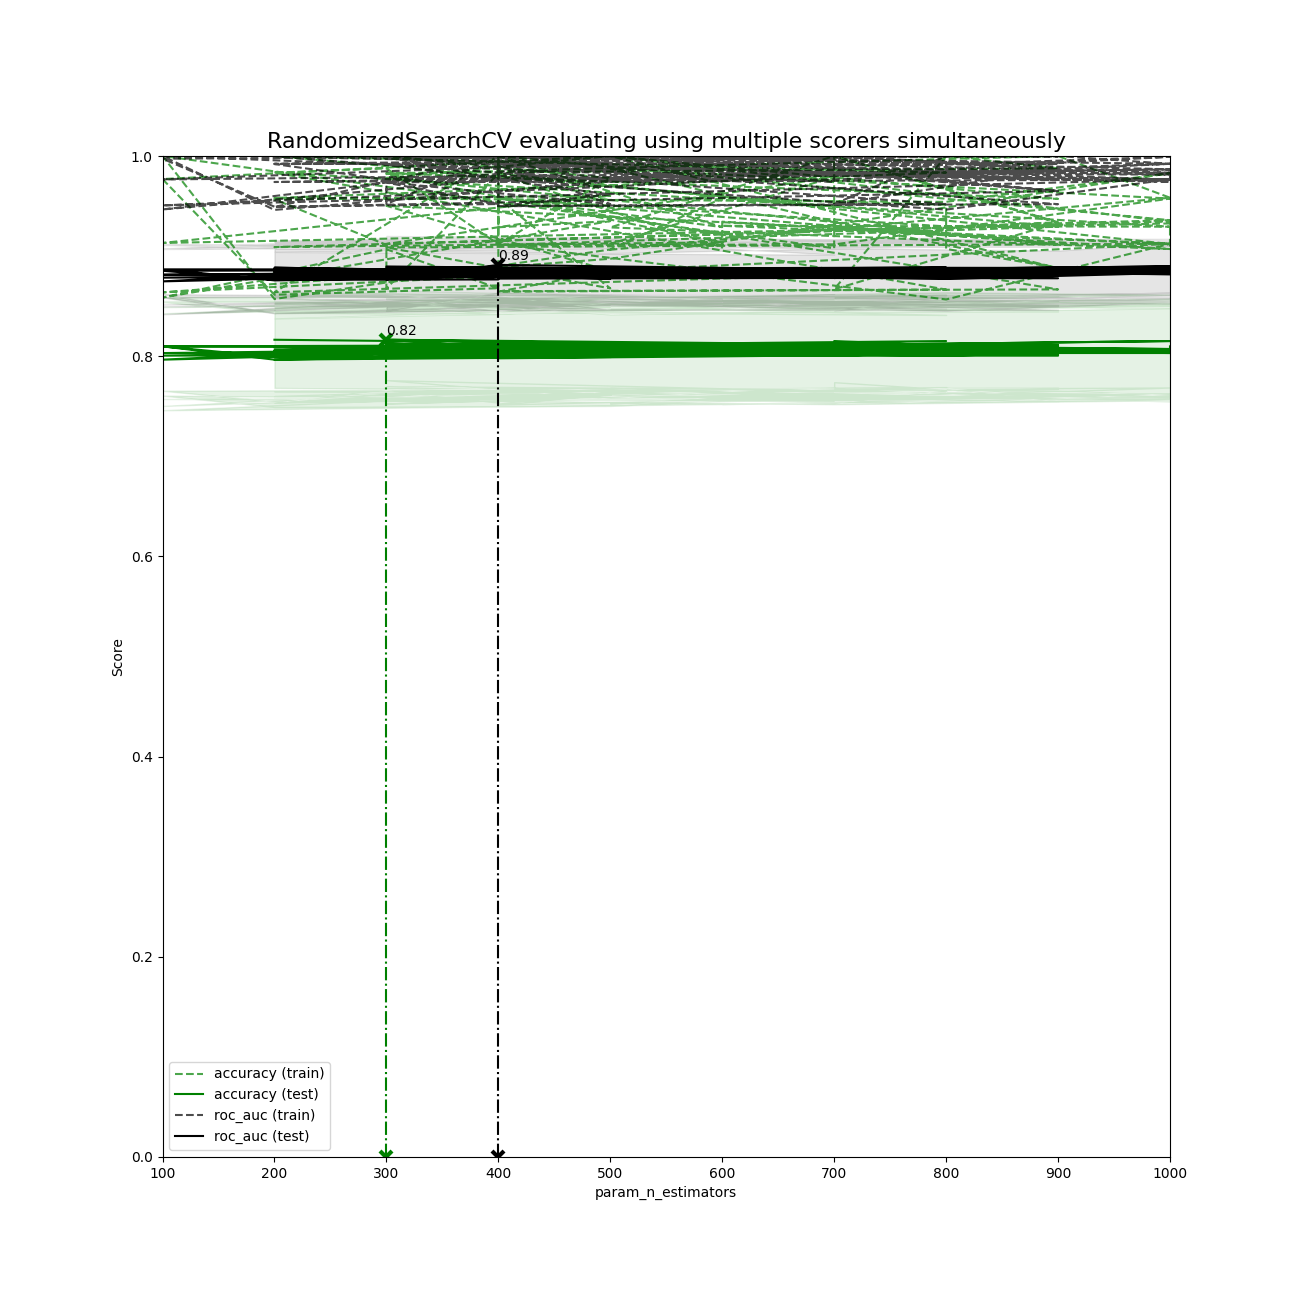 RandomizedSearchCV evaluating using multiple scorers simultaneously
1.0
0.89
0.82
0.8
0.6
Score
0.4
0.2
accuracy (train)
accuracy (test)
roc_auc (train)
roc_auc (test)
0.0
100 200 300 400 500 600 700 800 900 1000
param_n_estimators